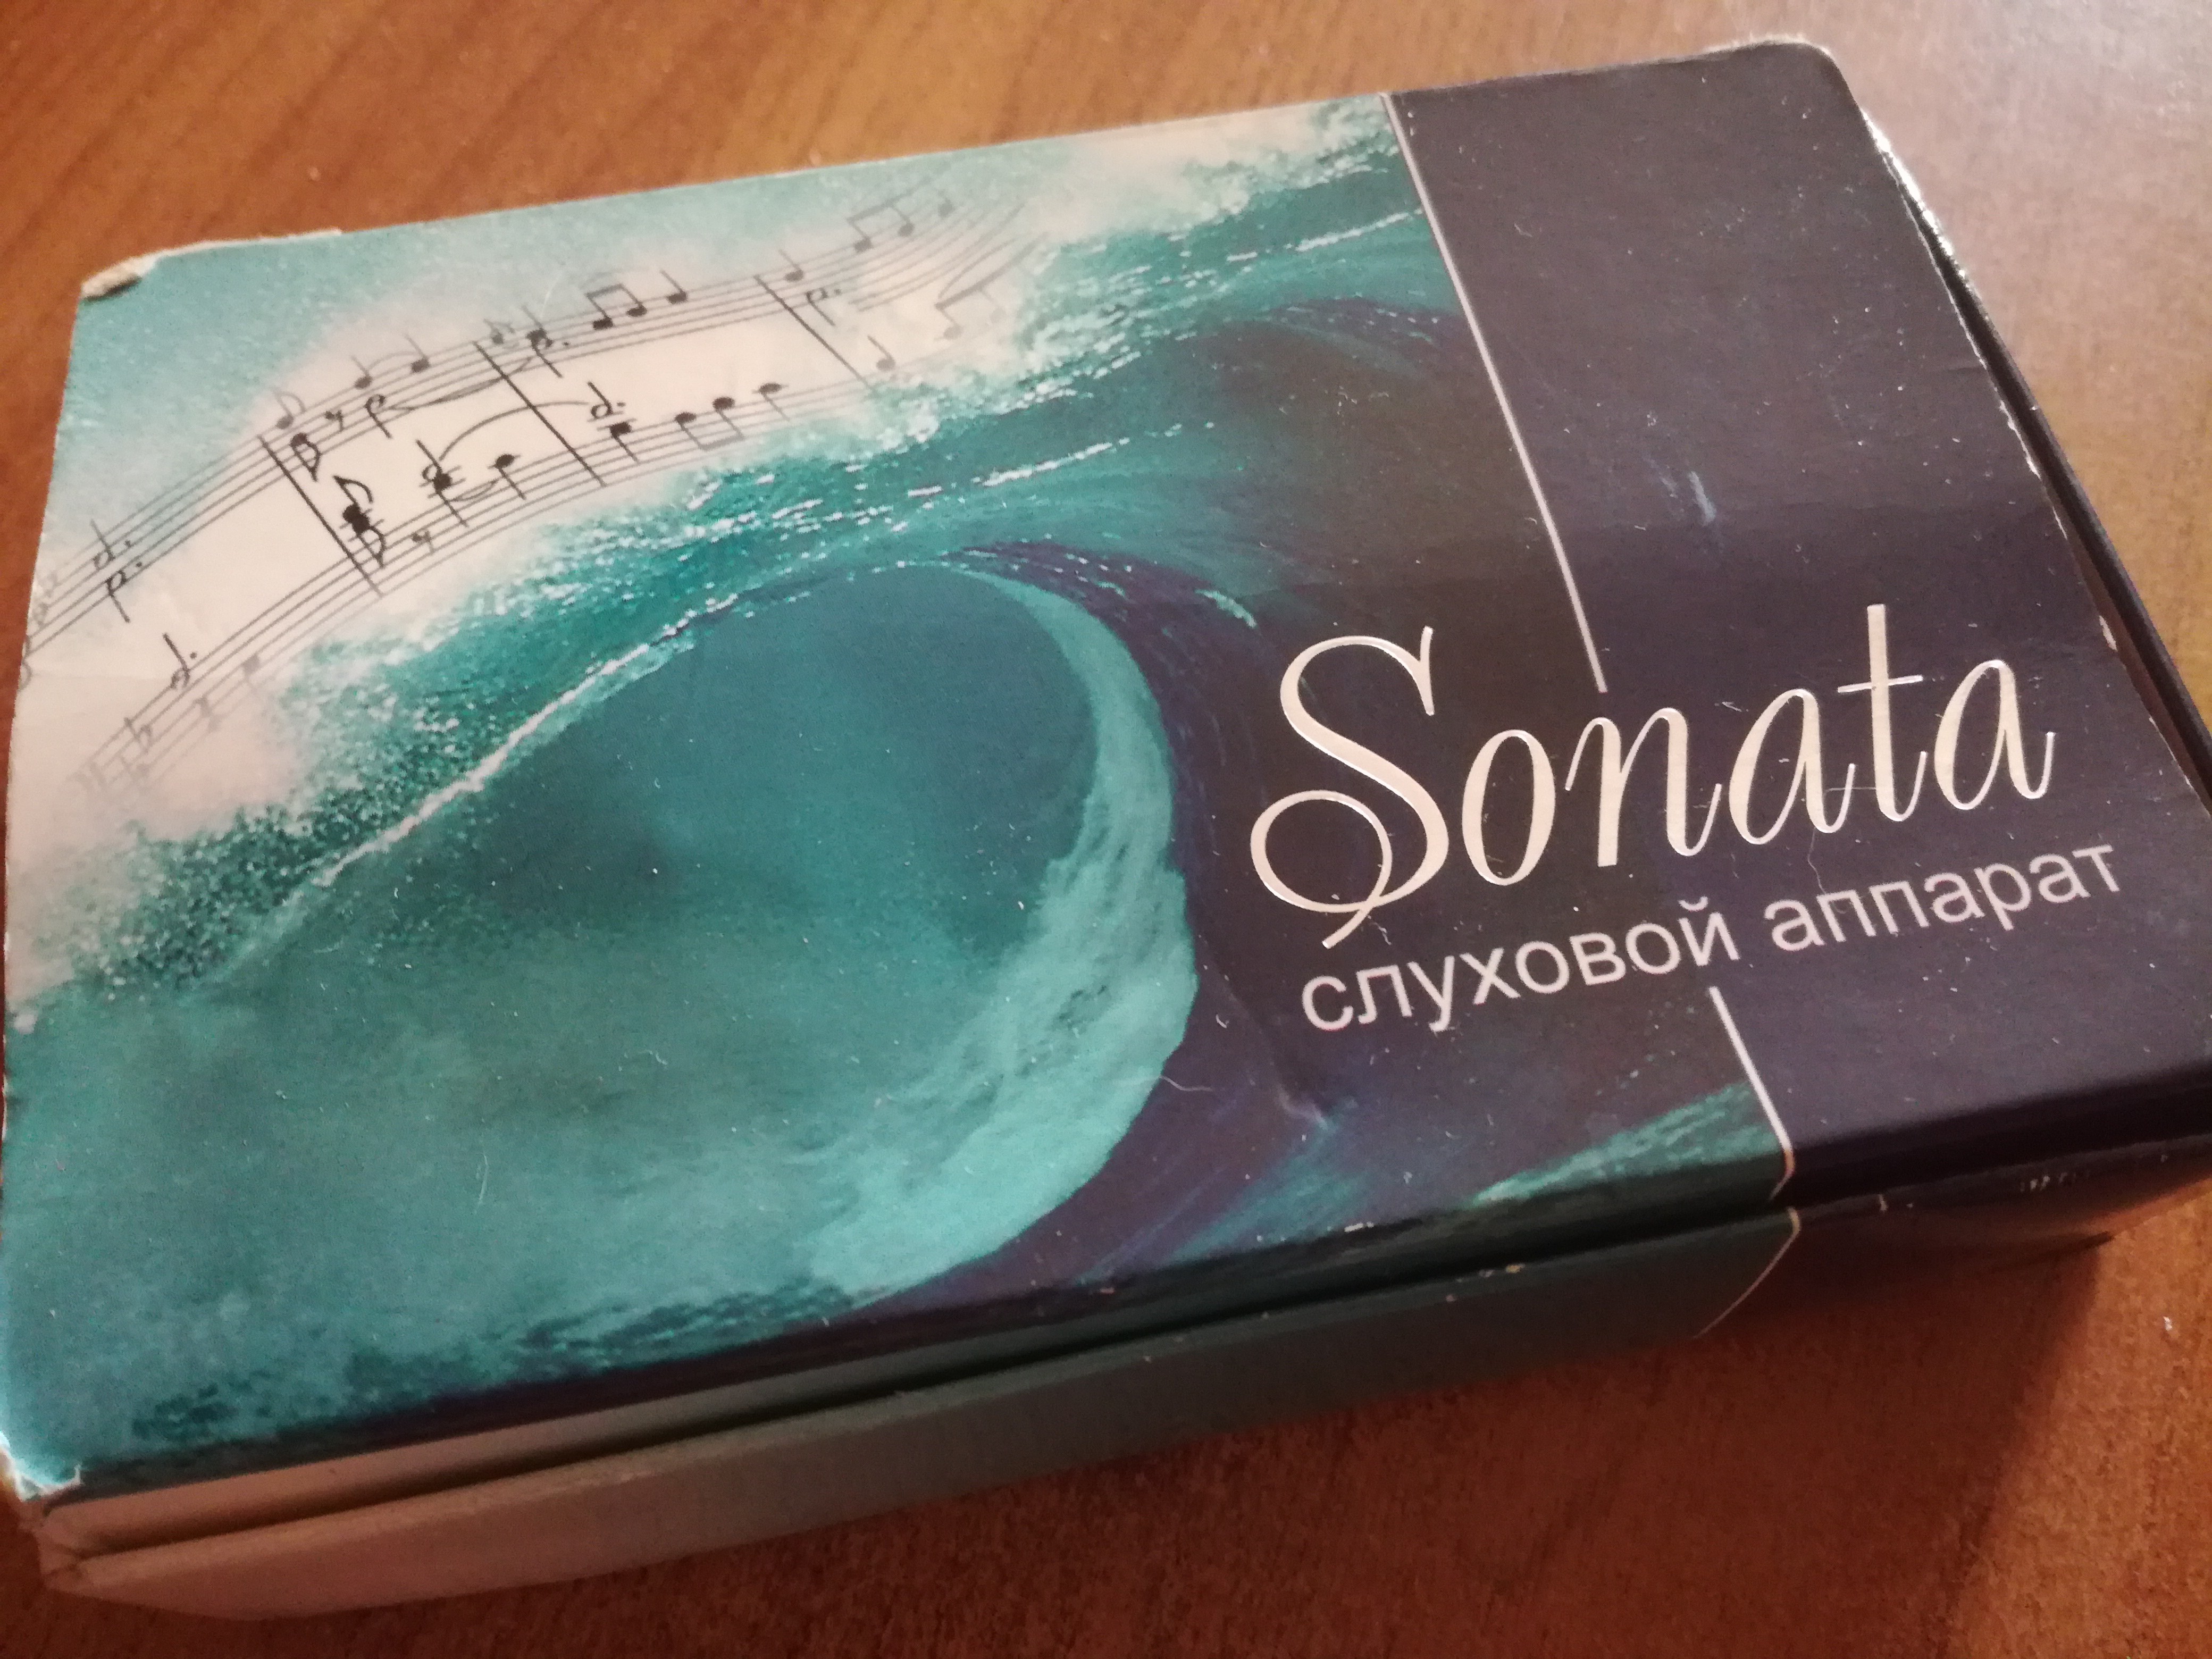 Sonata
слуховой аппарат